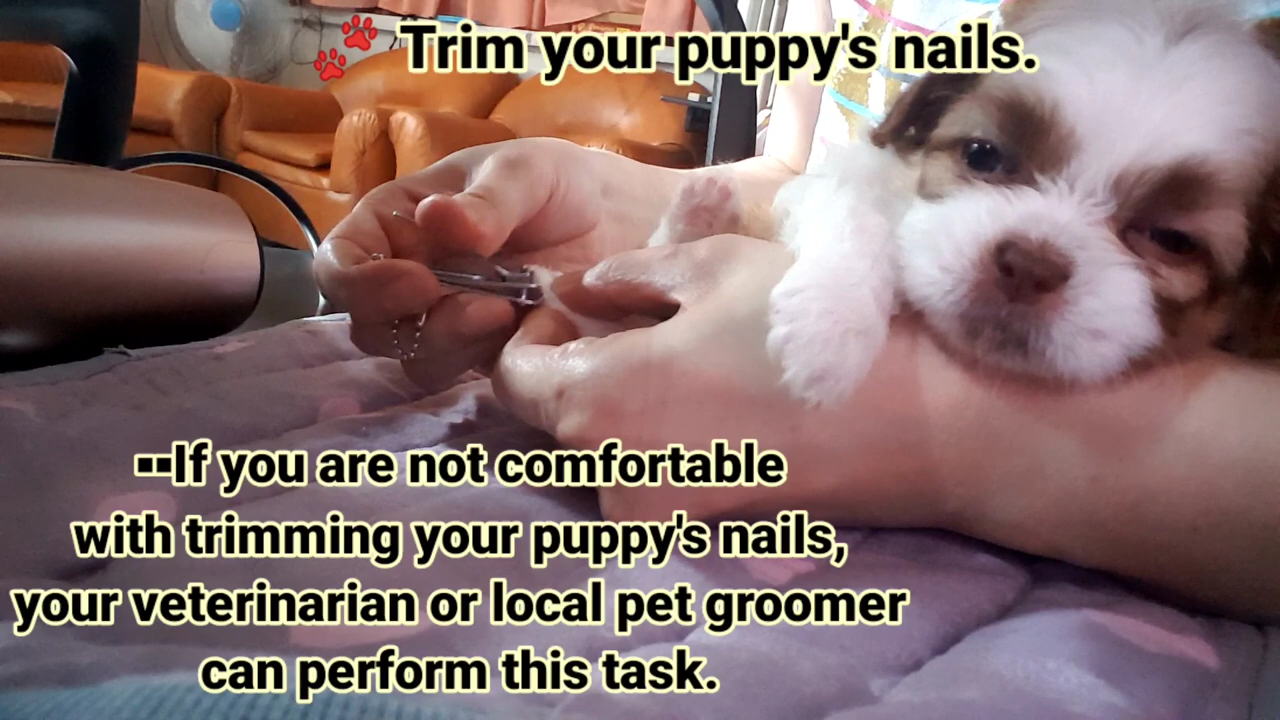 🐾 Trim your puppy's nails.
--If you are not comfortable
with trimming your puppy's nails,
your veterinarian or local pet groomer
can perform this task.